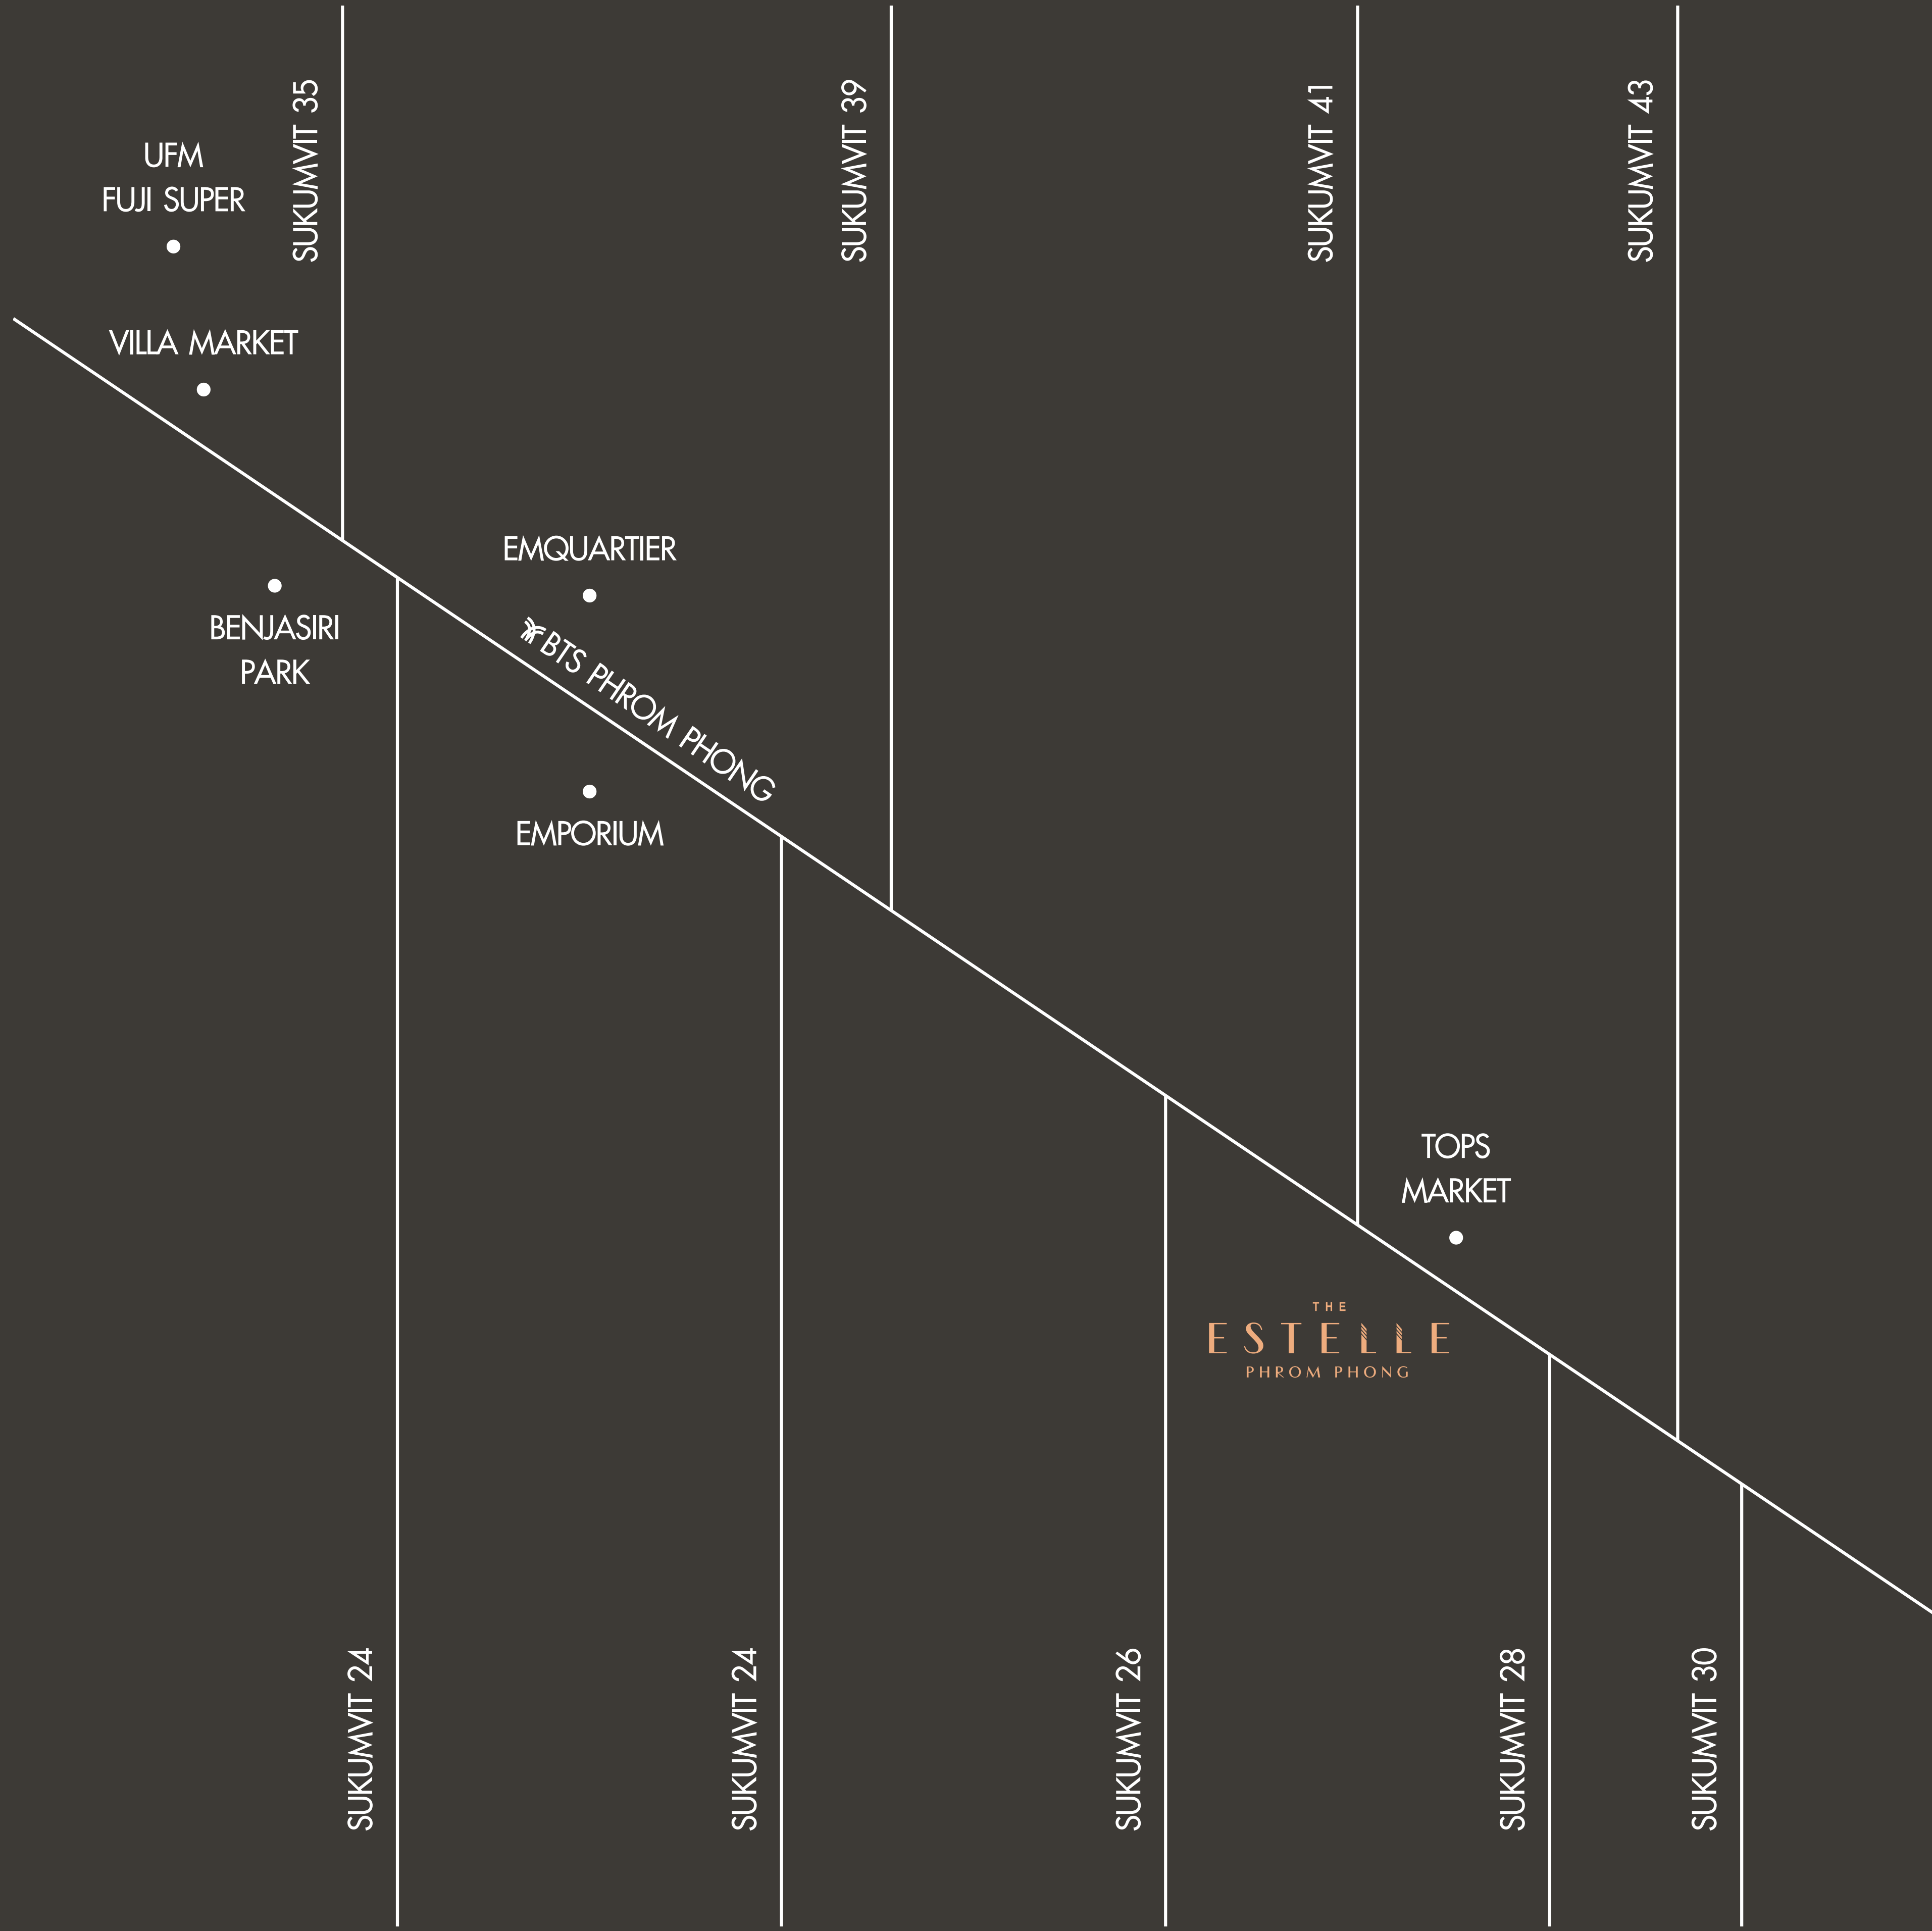 SUKUMVIT 35
SUKUMVIT 39
SUKUMVIT 41
SUKUMVIT 43
UFM
FUJI SUPER
VILLA MARKET
EMQUARTIER
BENJASIRI
PARK
BTS PHROM PHONG
EMPORIUM
TOPS
MARKET
THE
ESTELLE
PHROM PHONG
SUKUMVIT 24
SUKUMVIT 24
SUKUMVIT 26
SUKUMVIT 28
SUKUMVIT 30